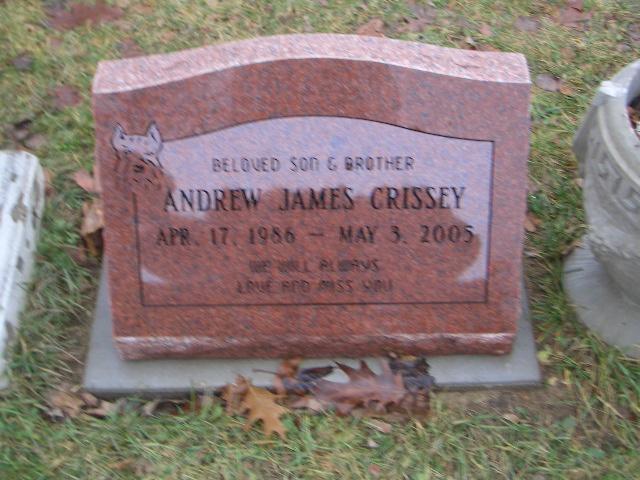 BELOVED SON & BROTHER
ANDREW JAMES CRISSEY
APR. 17, 1986 – MAY 3, 2005
WE WILL ALWAYS
LOVE AND MISS YOU